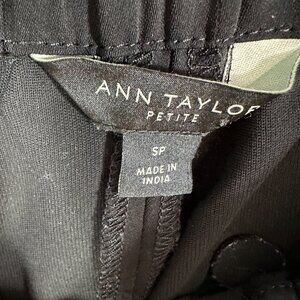 ANN TAYLOR
PETITE
SP
MADE IN
INDIA